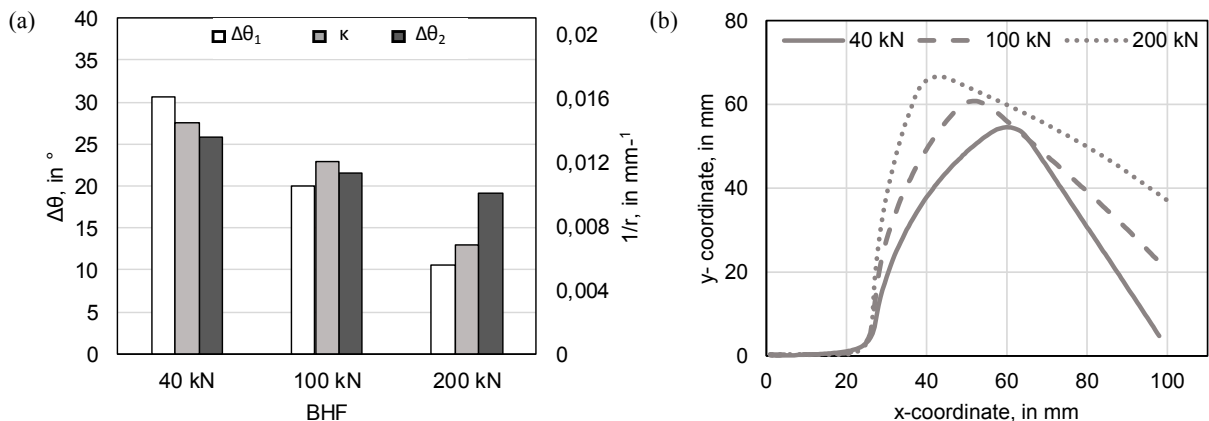 (a)
Δθ1 κ Δθ2
40
35
30
25
20
15
10
5
0
Δθ, in °
0,02
0,016
0,012
0,008
0,004
0
1/r, in mm-1
40 kN 100 kN 200 kN
BHF
(b)
40 kN 100 kN 200 kN
80
60
40
20
0
y- coordinate, in mm
0 20 40 60 80 100
x-coordinate, in mm